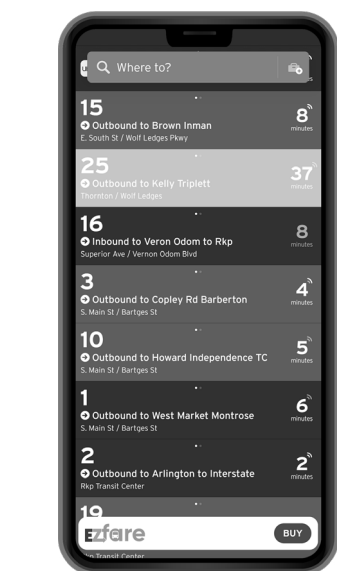 Where to?
15
Outbound to Brown Inman
E. South St / Wolf Ledges Pkwy
8
minutes
25
Outbound to Kelly Triplett
Thornton / Wolf Ledges
37
minutes
16
Inbound to Veron Odom to Rkp
Superior Ave / Vernon Odom Blvd
8
minutes
3
Outbound to Copley Rd Barberton
S. Main St / Bartges St
4
minutes
10
Outbound to Howard Independence TC
S. Main St / Bartges St
5
minutes
1
Outbound to West Market Montrose
S. Main St / Bartges St
6
minutes
2
Outbound to Arlington to Interstate
Rkp Transit Center
2
minutes
19
EZfare
BUY
Rkp Transit Center